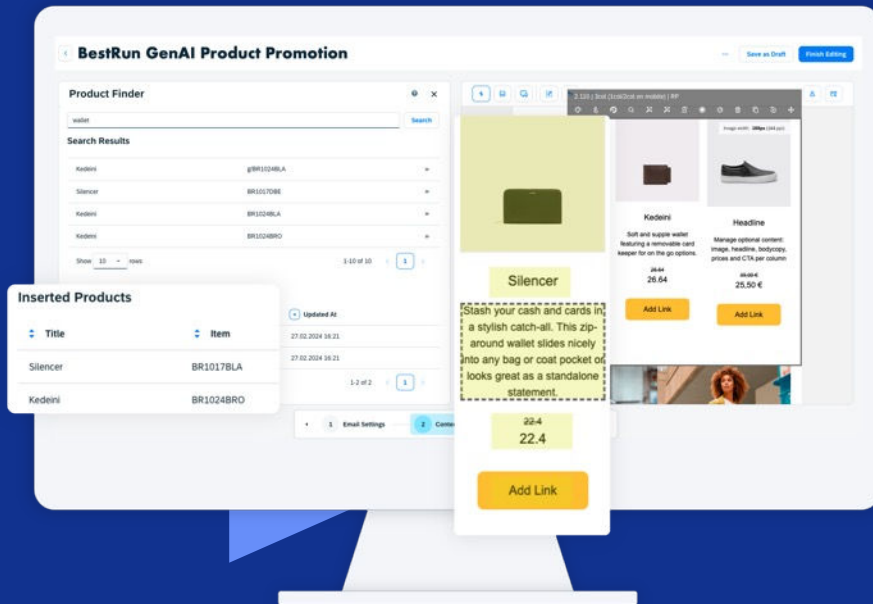 BestRun GenAI Product Promotion
Save as Draft
Finish Editing
Product Finder
wallet
Search
Search Results
Kedeini
Silencer
BR1017DBE
Kedeini
BR1024BLA
Kedeini
BR1024BRO
Show 10 rows
1-10 of 10
1
Inserted Products
Title
Item
Silencer
BR1017BLA
Kedeini
BR1024BRO
Updated At
27.02.2024 16:21
27.02.2024 16:21
1-2 of 2
1
1 Email Settings
2
Silencer
Stash your cash and cards in
a stylish catch-all. This zip-
around wallet slides nicely
into any bag or coat pocket or
looks great as a standalone
statement.
22.4
22.4
Add Link
Kedeini
Soft and supple wallet
featuring a removable card
keeper for on the go options.
26.64
26.64
Add Link
Headline
Manage optional content:
image, headline, bodycopy,
prices and CTA per column
25,50 €
Add Link